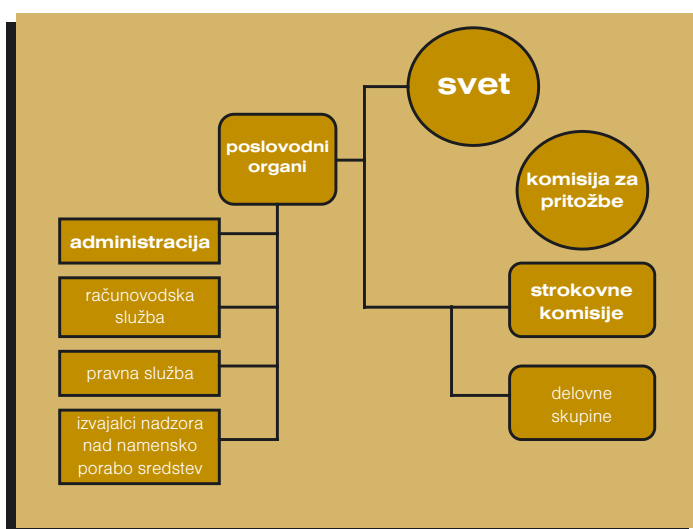 svet
poslovodni
organi
komisija za
pritožbe
administracija
računovodska
služba
strokovne
komisije
pravna služba
delovne
skupine
izvajalci nadzora
nad namensko
porabo sredstev